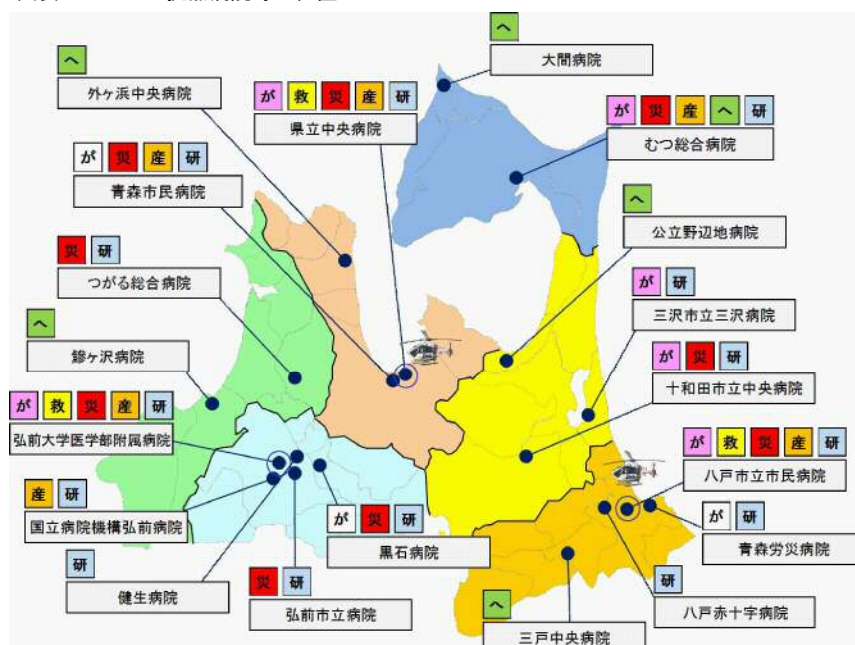 へ
外ヶ浜中央病院
が 救 災 産 研
県立中央病院
へ
大間病院
が 災 産 へ 研
むつ総合病院
が 災 産 研
青森市民病院
へ
公立野辺地病院
災 研
つがる総合病院
が 研
三沢市立三沢病院
へ
鰺ヶ沢病院
が 災 研
十和田市立中央病院
が 救 災 産 研
弘前大学医学部附属病院
が 救 災 産 研
八戸市立市民病院
産 研
国立病院機構弘前病院
が 災 研
黒石病院
が 研
青森労災病院
研
健生病院
災 研
弘前市立病院
研
八戸赤十字病院
へ
三戸中央病院